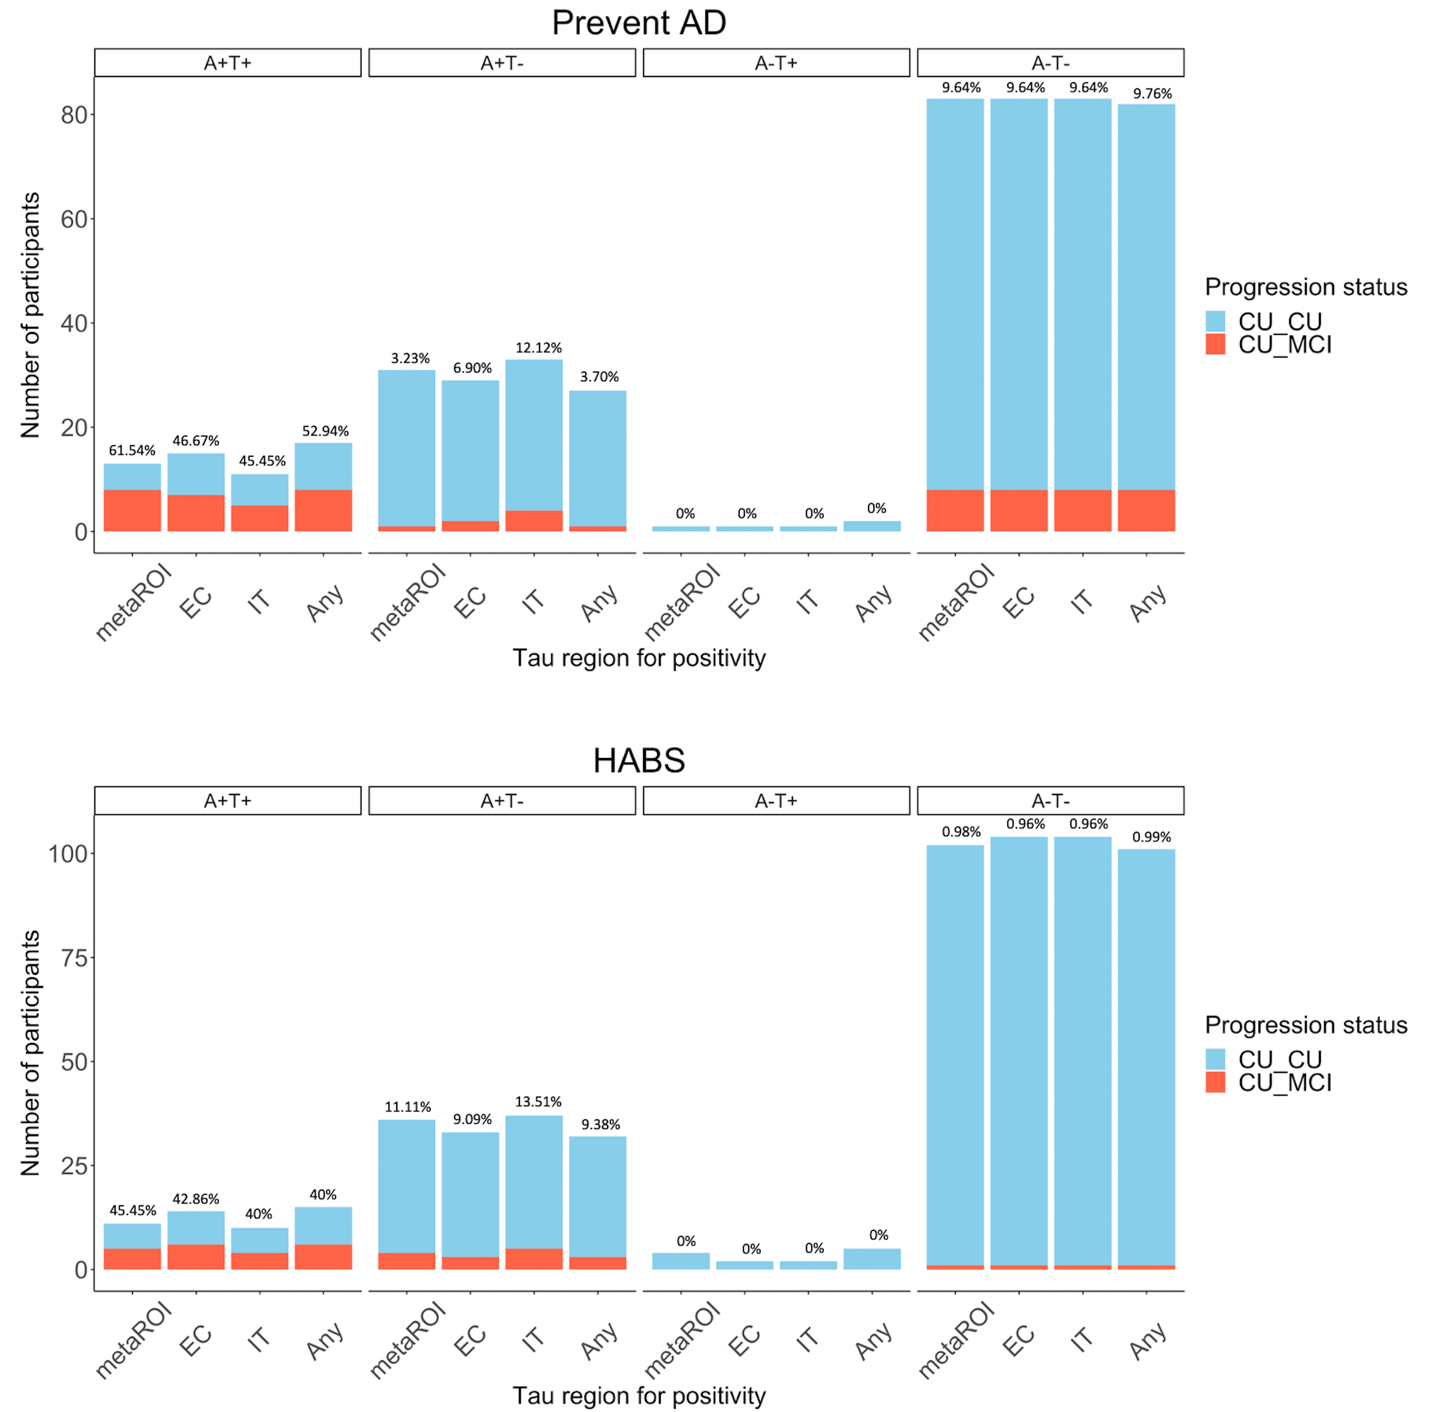 Prevent AD
A+T+ A+T- A-T+ A-T-
Number of participants
80
60
40
20
0
61.54% 46.67% 45.45% 52.94%
3.23% 6.90% 12.12% 3.70%
0% 0% 0% 0%
9.64% 9.64% 9.64% 9.76%
metaROI EC IT Any metaROI EC IT Any metaROI EC IT Any metaROI EC IT Any
Tau region for positivity
Progression status
CU_CU
CU_MCI
HABS
A+T+ A+T- A-T+ A-T-
Number of participants
100
75
50
25
0
45.45% 42.86% 40% 40%
11.11% 9.09% 13.51% 9.38%
0% 0% 0% 0%
0.98% 0.96% 0.96% 0.99%
metaROI EC IT Any metaROI EC IT Any metaROI EC IT Any metaROI EC IT Any
Tau region for positivity
Progression status
CU_CU
CU_MCI